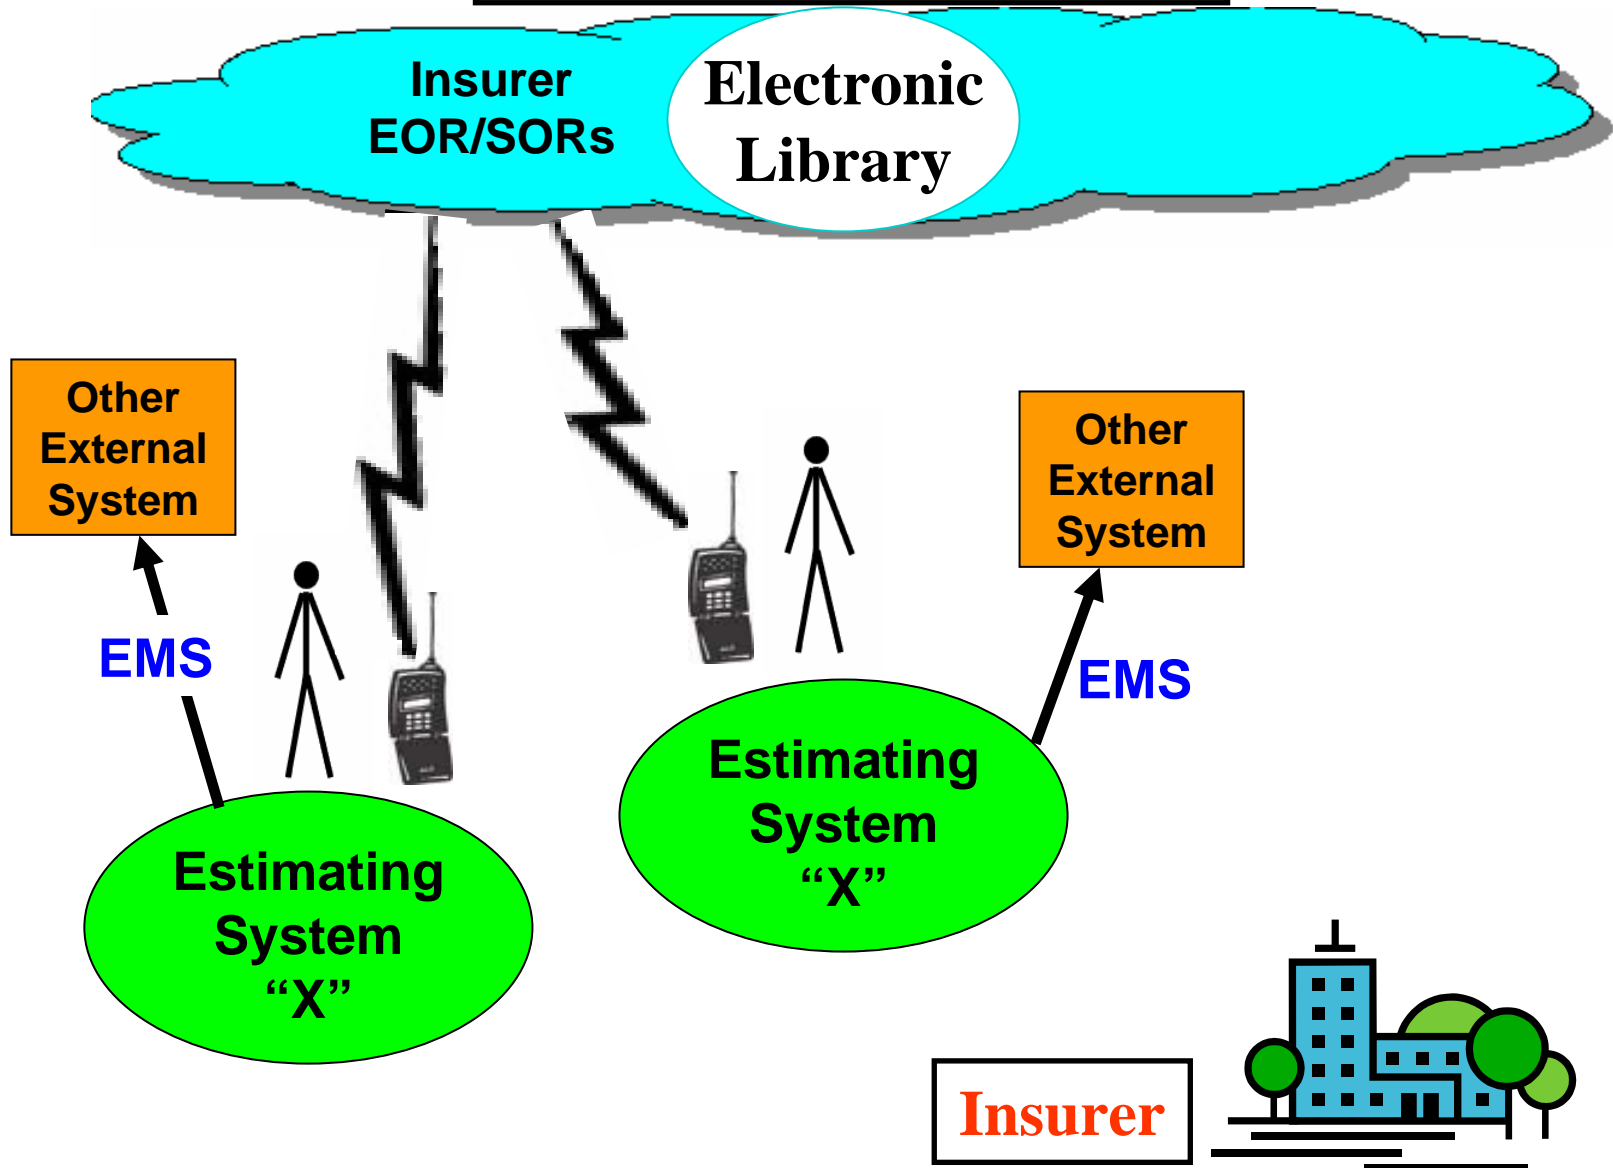 Insurer
EOR/SORs
Electronic
Library
Other
External
System
Other
External
System
EMS
EMS
Estimating
System
“X”
Estimating
System
“X”
Insurer